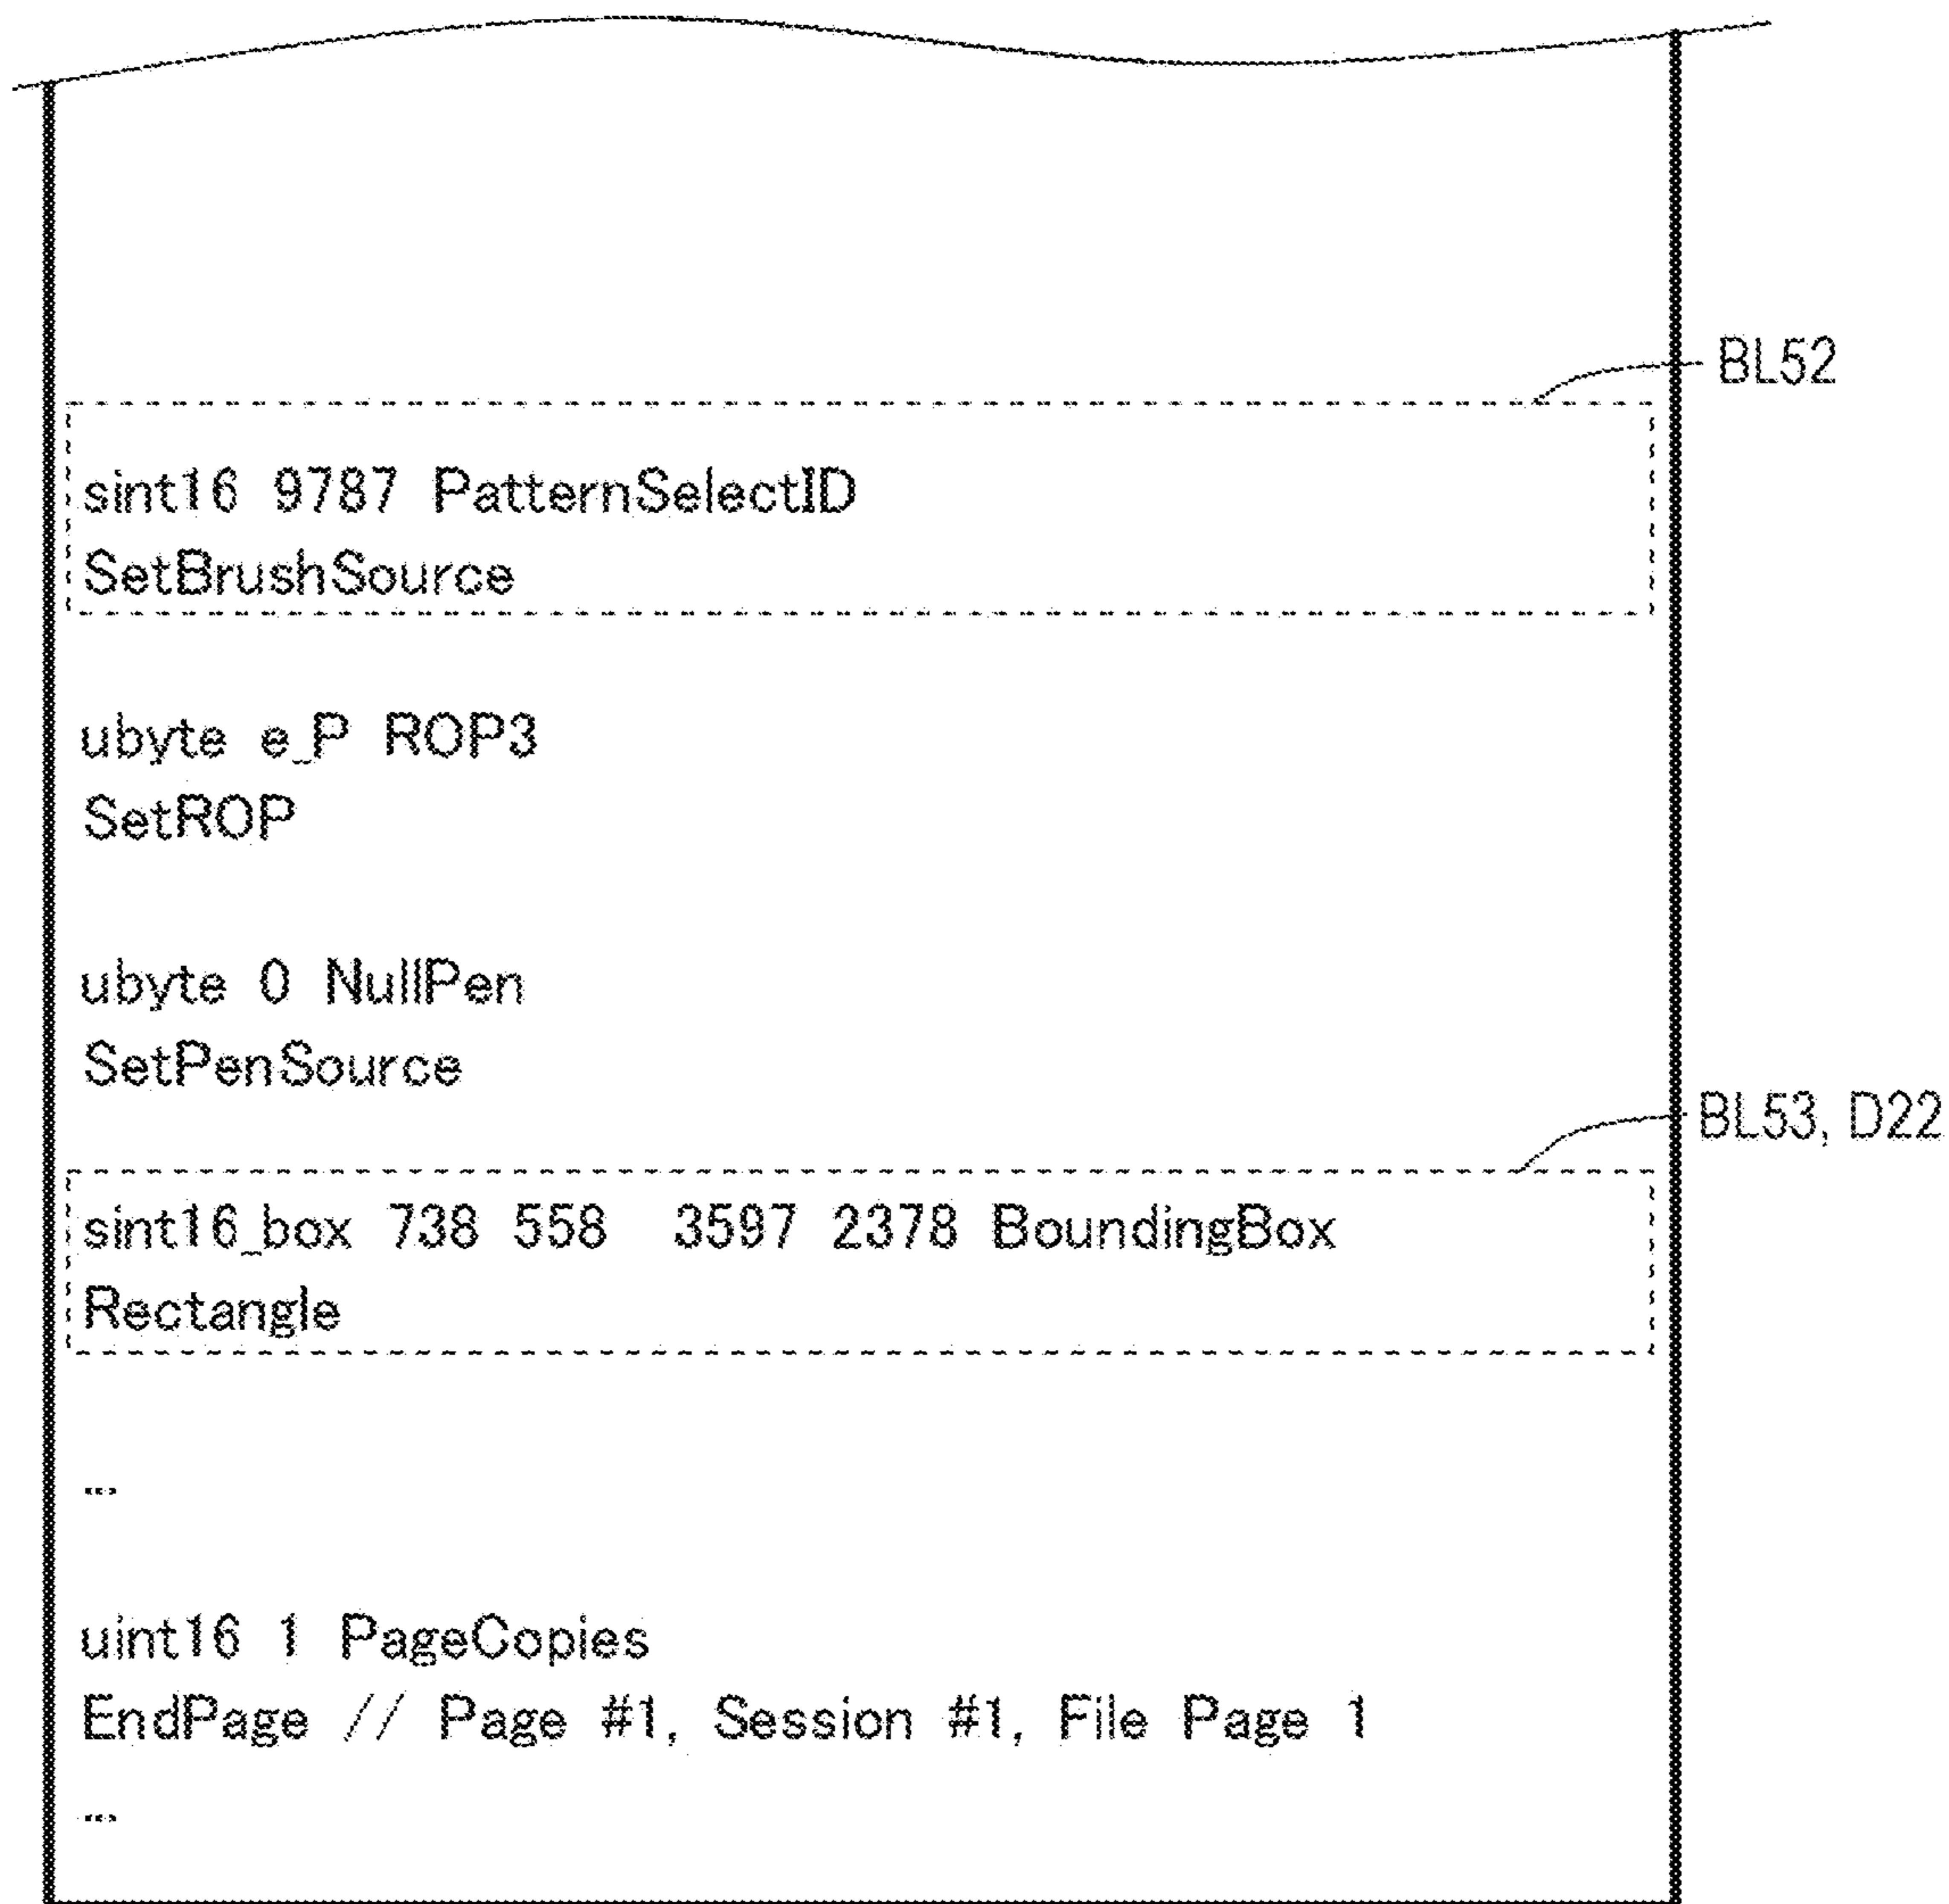 BL52
sint16 9787 PatternSelectID
SetBrushSource
ubyte e_P ROP3
SetROP
ubyte 0 NullPen
SetPenSource
BL53, D22
sint16_box 738 558 3597 2378 BoundingBox
Rectangle
...
uint16 1 PageCopies
EndPage // Page #1, Session #1, File Page 1
...